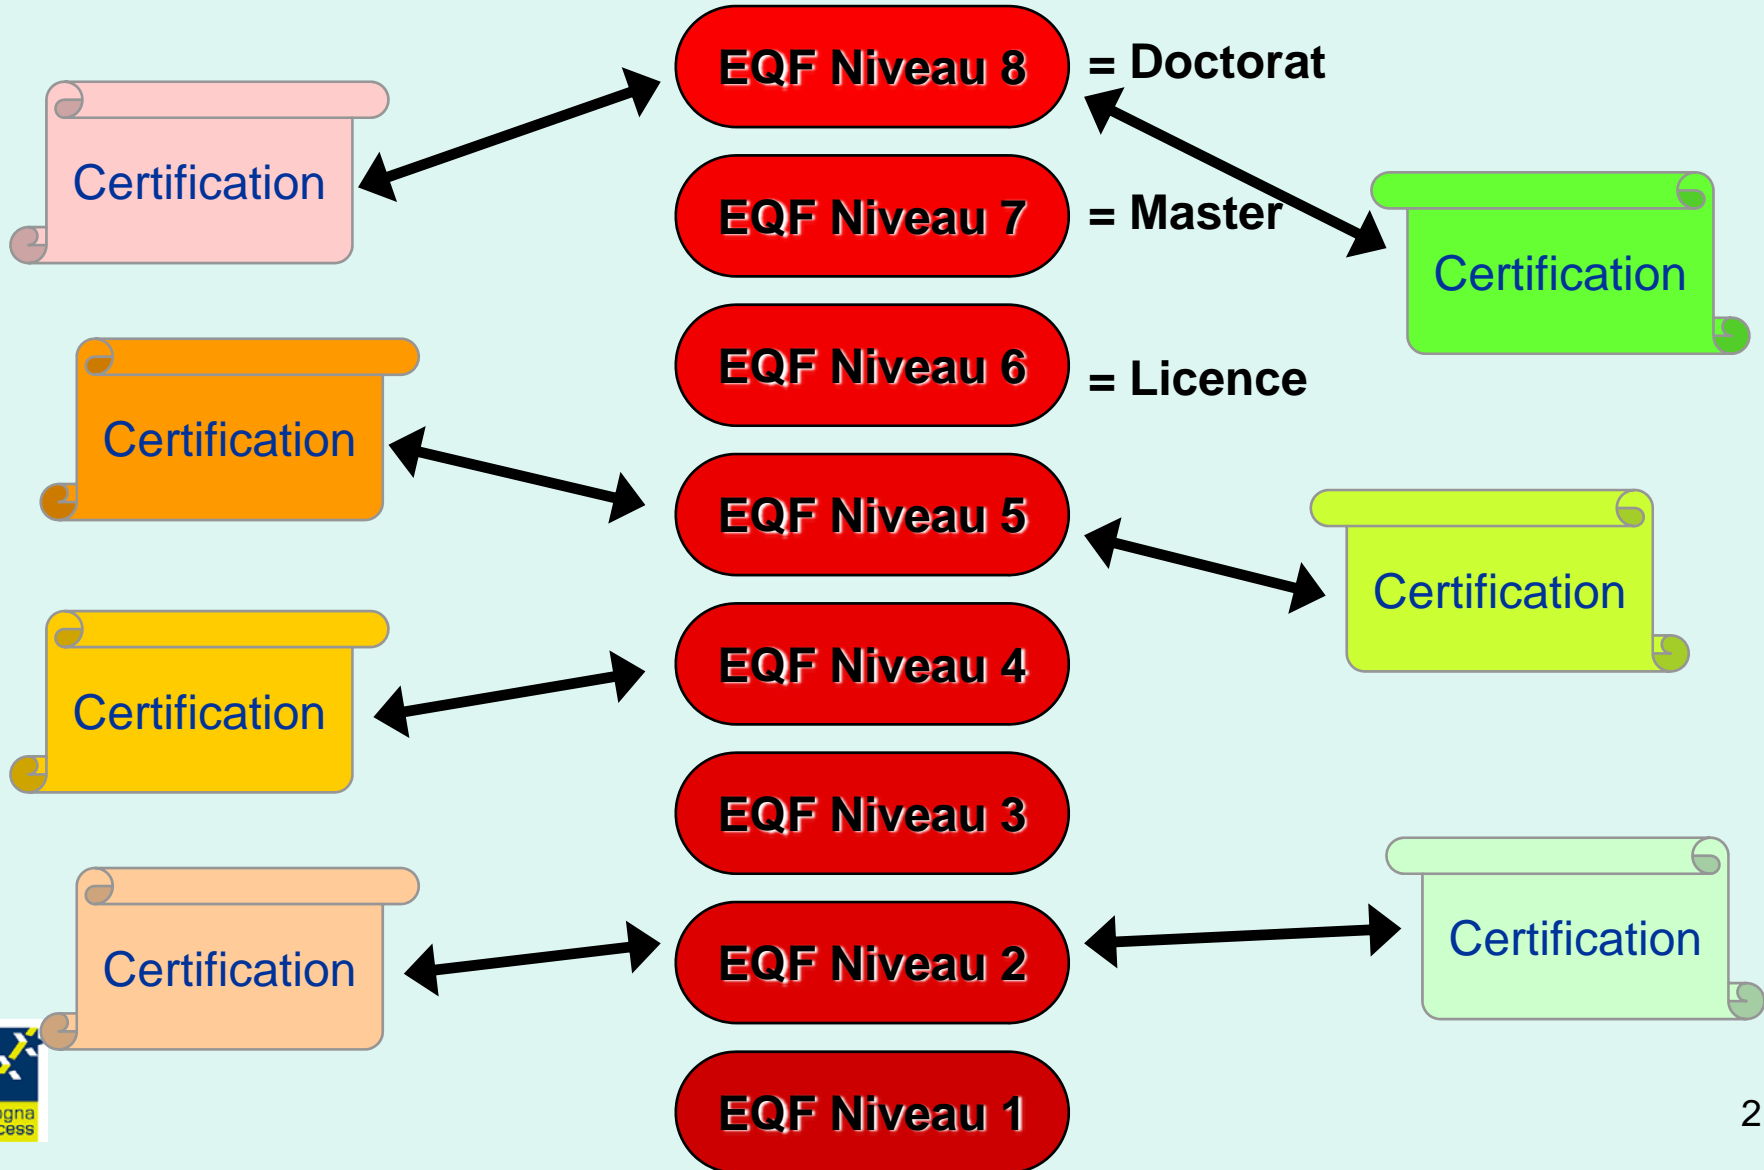 EQF Niveau 8
= Doctorat
Certification
EQF Niveau 7
= Master
Certification
EQF Niveau 6
= Licence
Certification
EQF Niveau 5
Certification
EQF Niveau 4
Certification
EQF Niveau 3
EQF Niveau 2
Certification
Certification
EQF Niveau 1
2